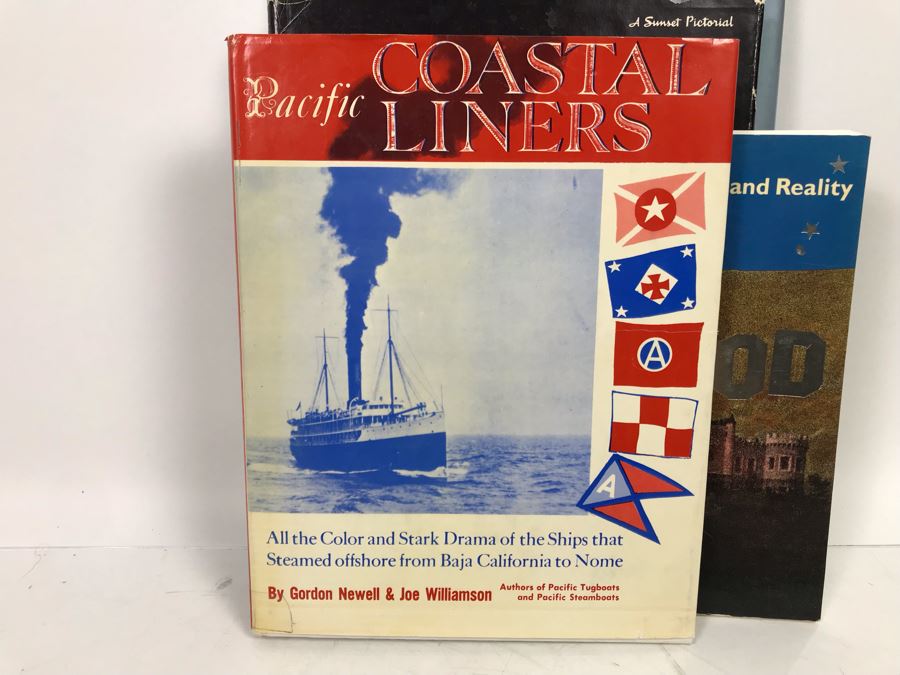 A Sunset Pictorial
Pacific COASTAL
LINERS
and Reality
A
OD
A
All the Color and Stark Drama of the Ships that
Steamed offshore from Baja California to Nome
By Gordon Newell & Joe Williamson
Authors of Pacific Tugboats
and Pacific Steamboats